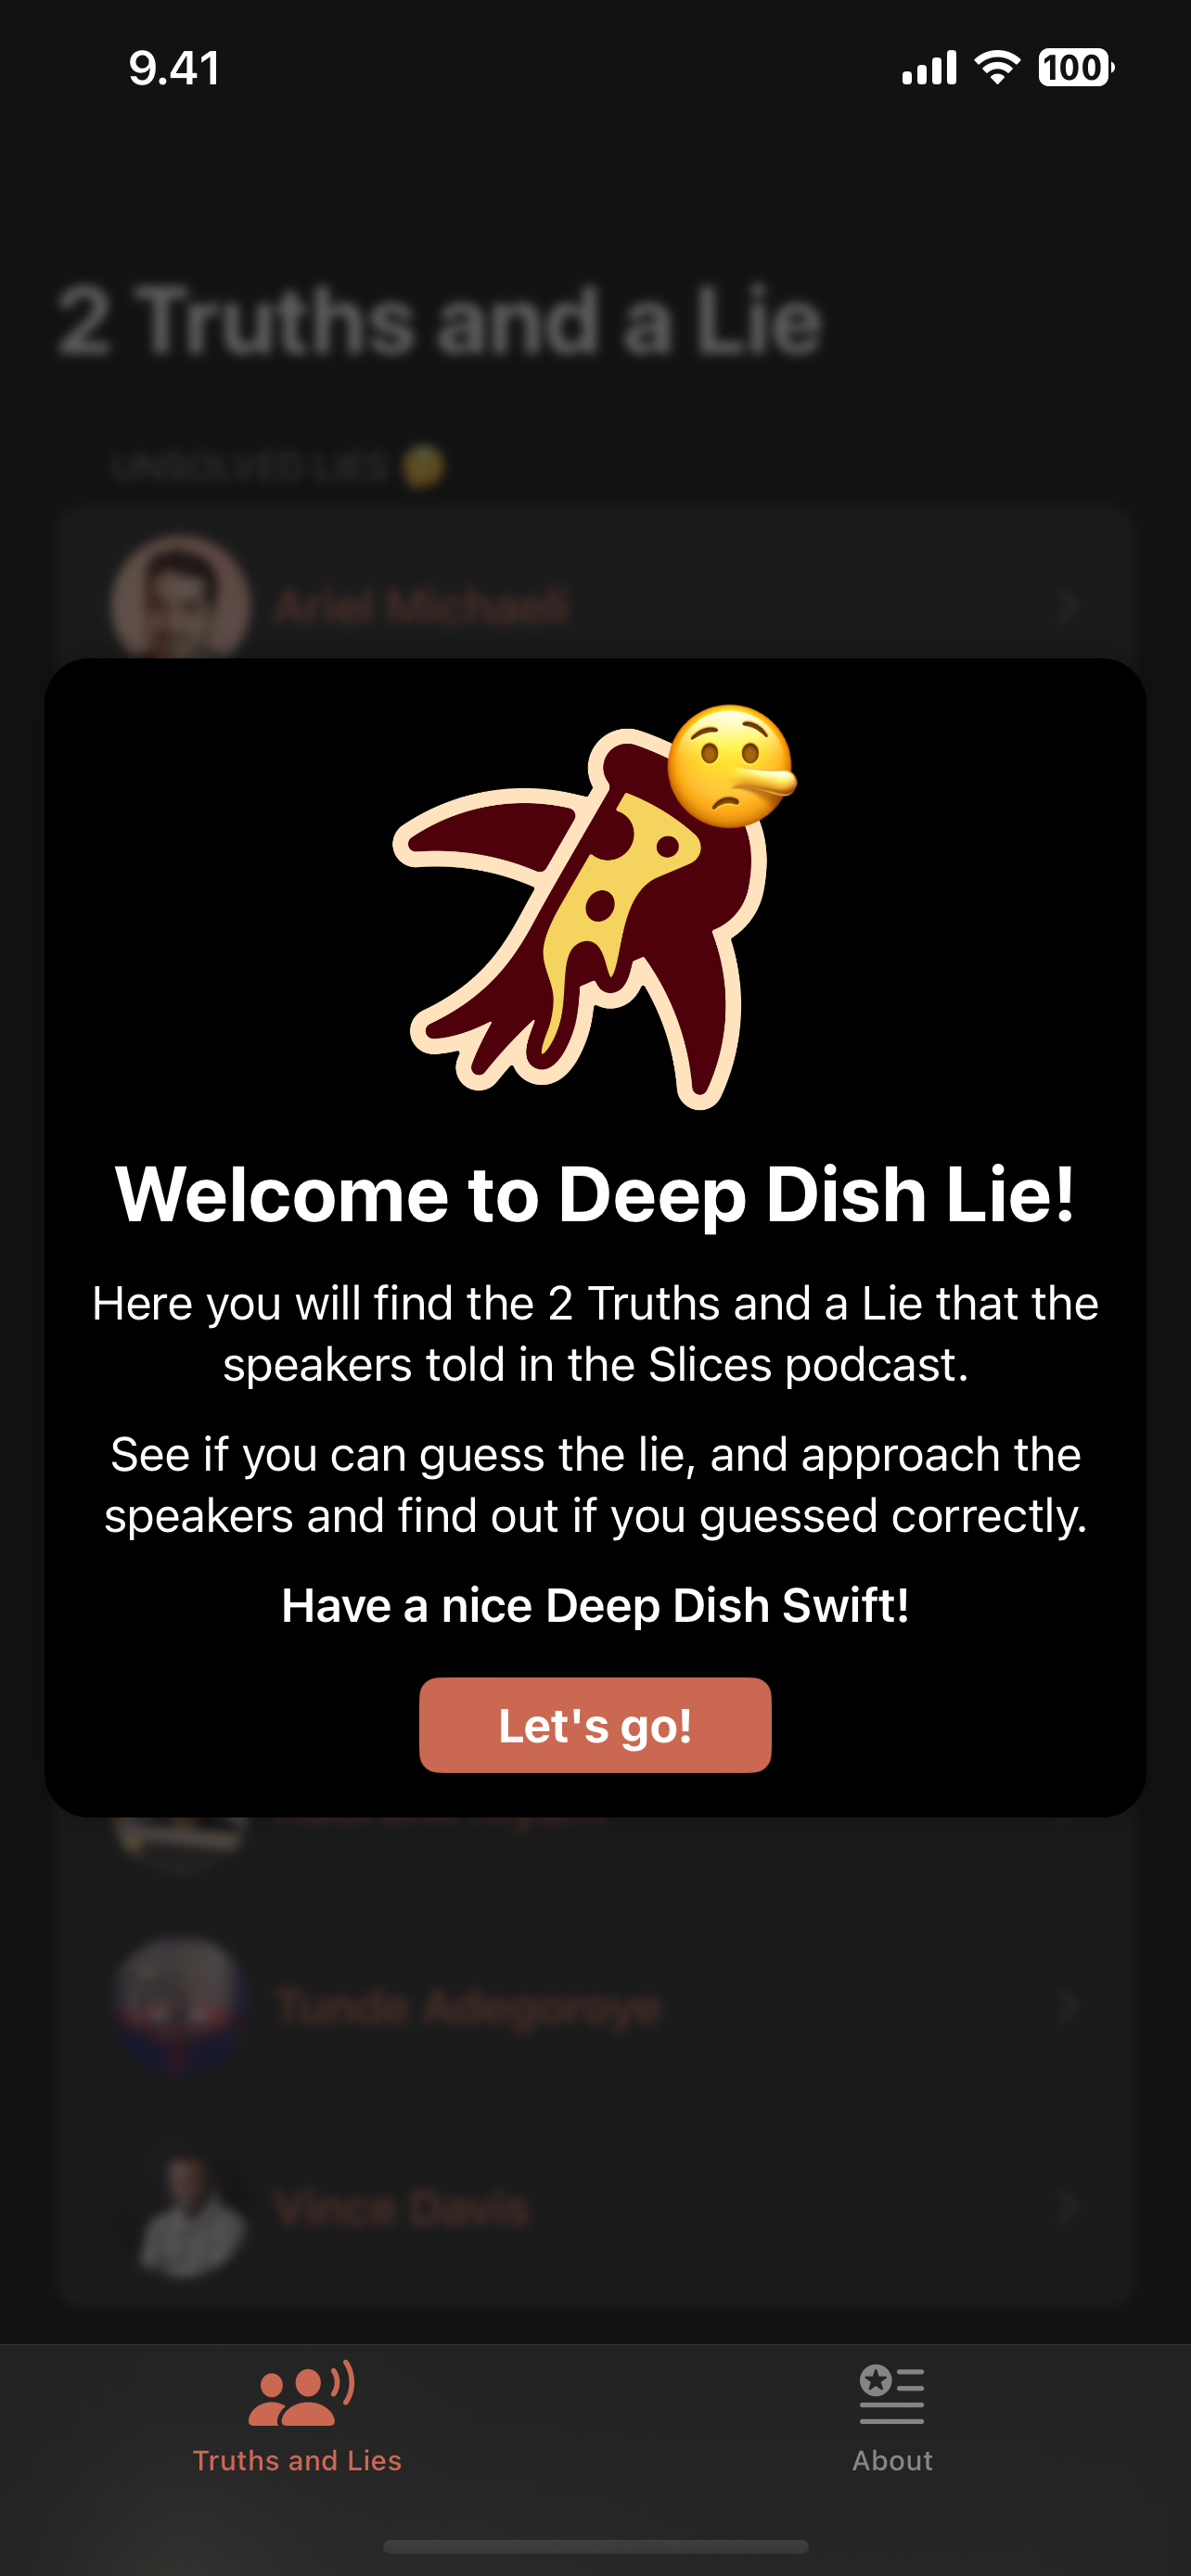 9.41
100
2 Truths and a Lie
UNSOLVED LIES
Ariel Michaeli
Welcome to Deep Dish Lie!
Here you will find the 2 Truths and a Lie that the
speakers told in the Slices podcast.
See if you can guess the lie, and approach the
speakers and find out if you guessed correctly.
Have a nice Deep Dish Swift!
Let's go!
Tunde Adegoroye
Vince Davis
Truths and Lies
About